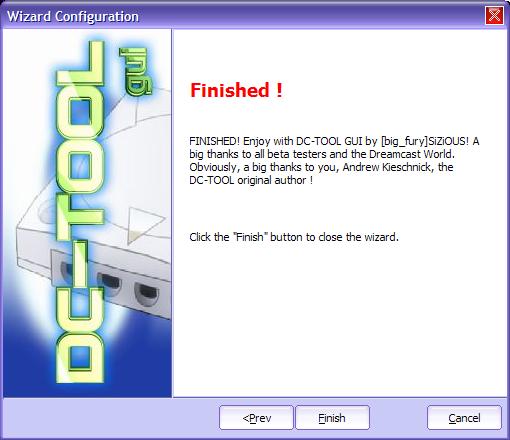 Wizard Configuration
DC-TOOL
gui
Finished !
FINISHED! Enjoy with DC-TOOL GUI by [big_fury]SiZiOUS! A
big thanks to all beta testers and the Dreamcast World.
Obviously, a big thanks to you, Andrew Kieschnick, the
DC-TOOL original author !
Click the "Finish" button to close the wizard.
<Prev
Finish
Cancel